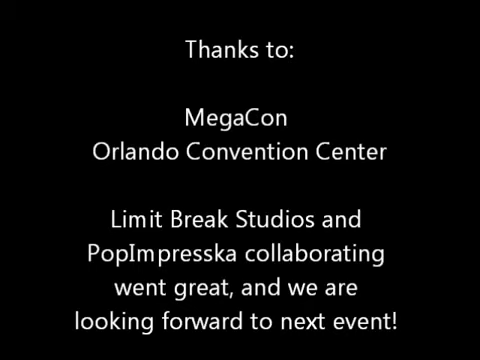 Thanks to:
MegaCon
Orlando Convention Center
Limit Break Studios and
PopImpresska collaborating
went great, and we are
looking forward to next event!